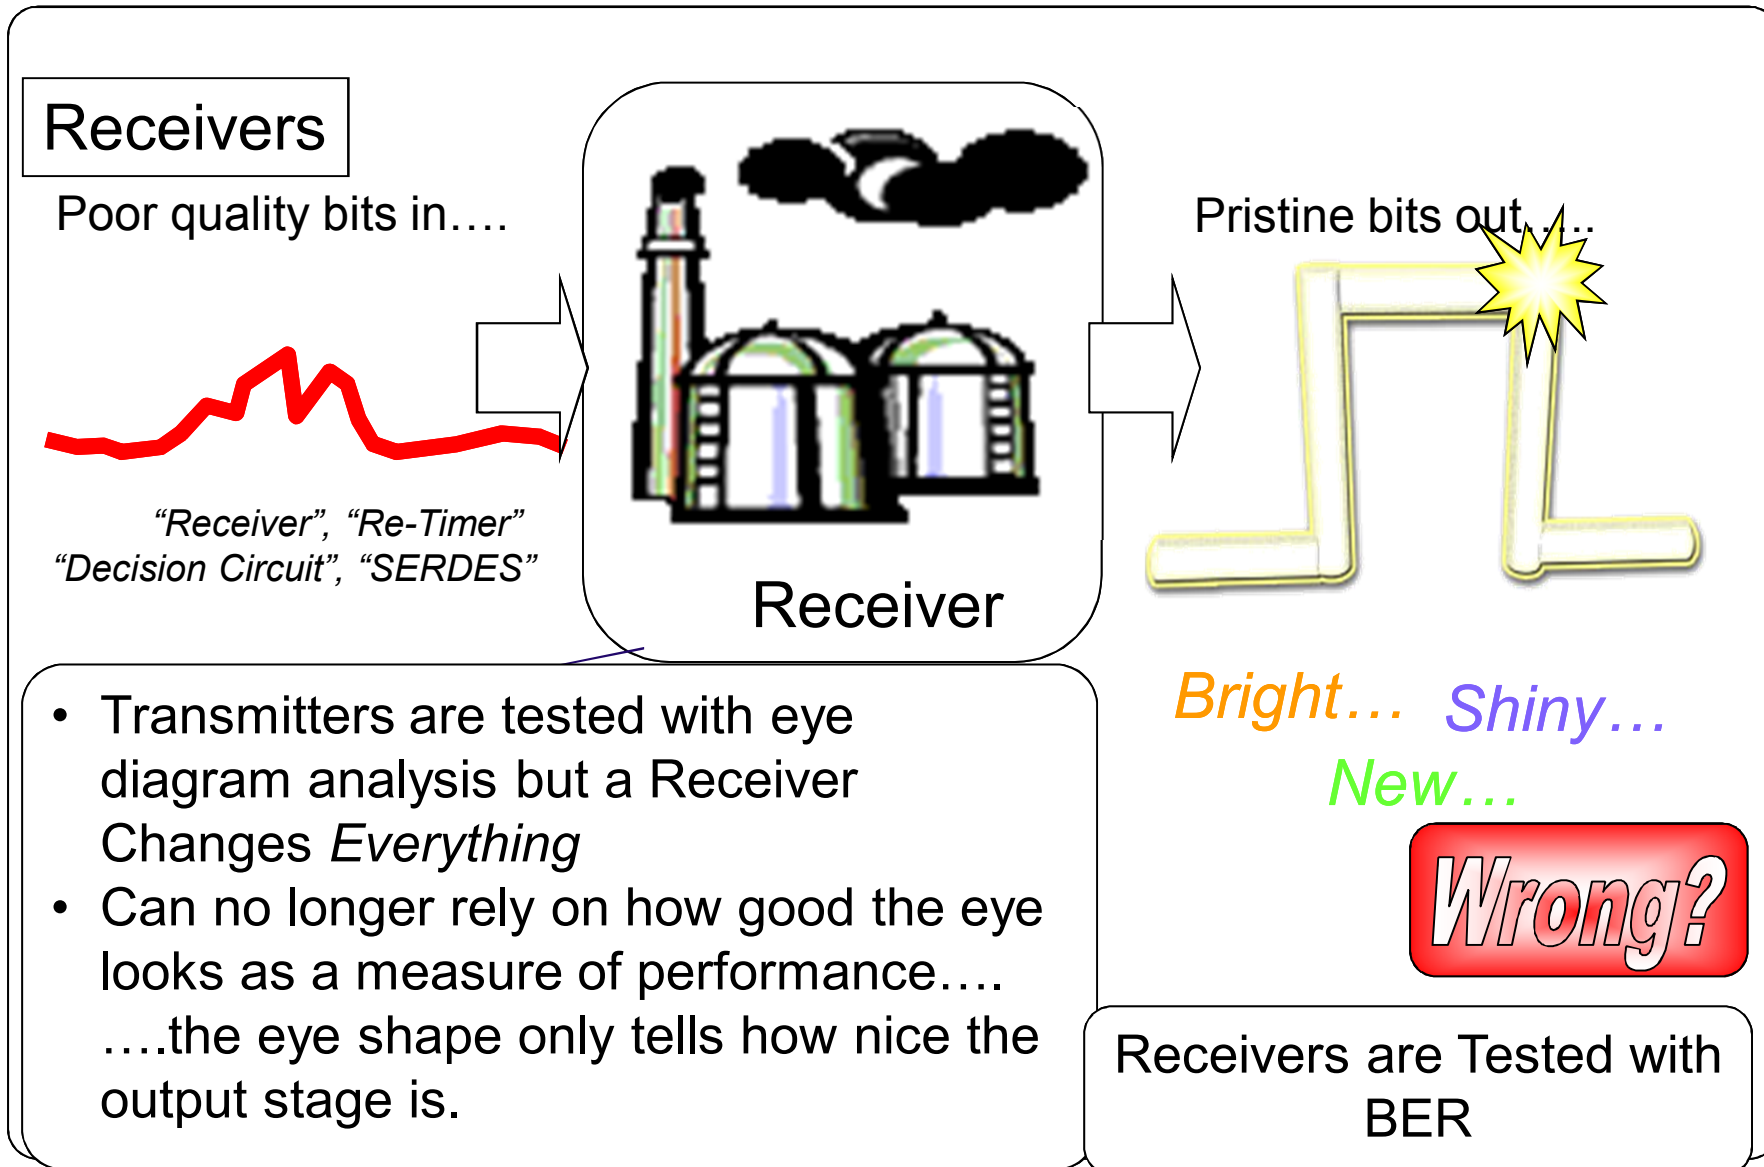 Receivers
Poor quality bits in….
Pristine bits out…..
“Receiver”, “Re-Timer”
“Decision Circuit”, “SERDES”
Receiver
• Transmitters are tested with eye
diagram analysis but a Receiver
Changes Everything
• Can no longer rely on how good the eye
looks as a measure of performance….
….the eye shape only tells how nice the
output stage is.
Bright… Shiny…
New…
Wrong?
Receivers are Tested with
BER